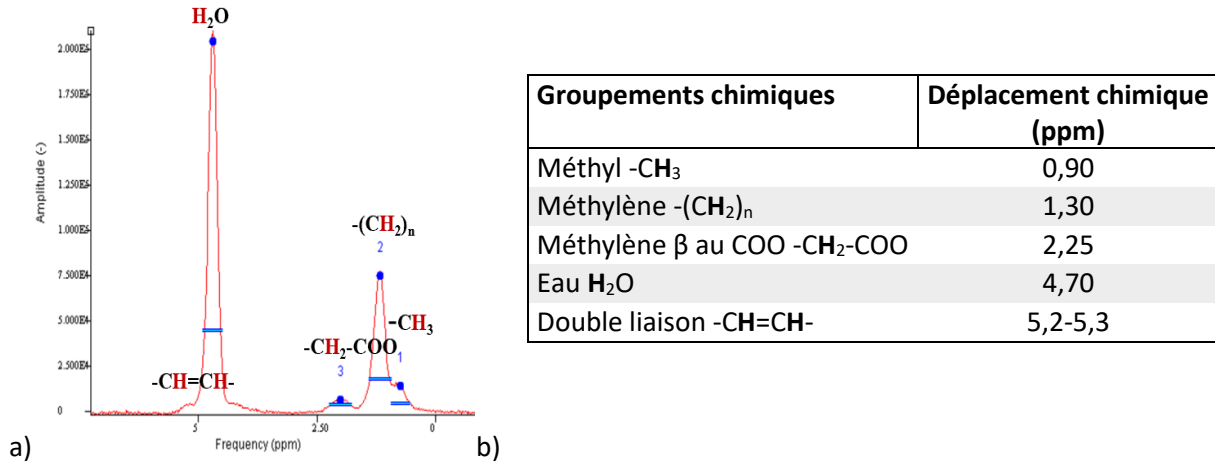 H₂O
2.000E5
1.750E5
1.500E5
1.250E5
1.000E5
7.500E4
5.000E4
2.500E4
0
Amplitude (-)
-(CH₂)ₙ
2
-CH₃
1
-CH₂-COO
3
-CH=CH-
5
2.50
0
Frequency (ppm)
a)
b)
Groupements chimiques Déplacement chimique
(ppm)
Méthyl -CH₃ 0,90
Méthylène -(CH₂)ₙ 1,30
Méthylène β au COO -CH₂-COO 2,25
Eau H₂O 4,70
Double liaison -CH=CH- 5,2-5,3